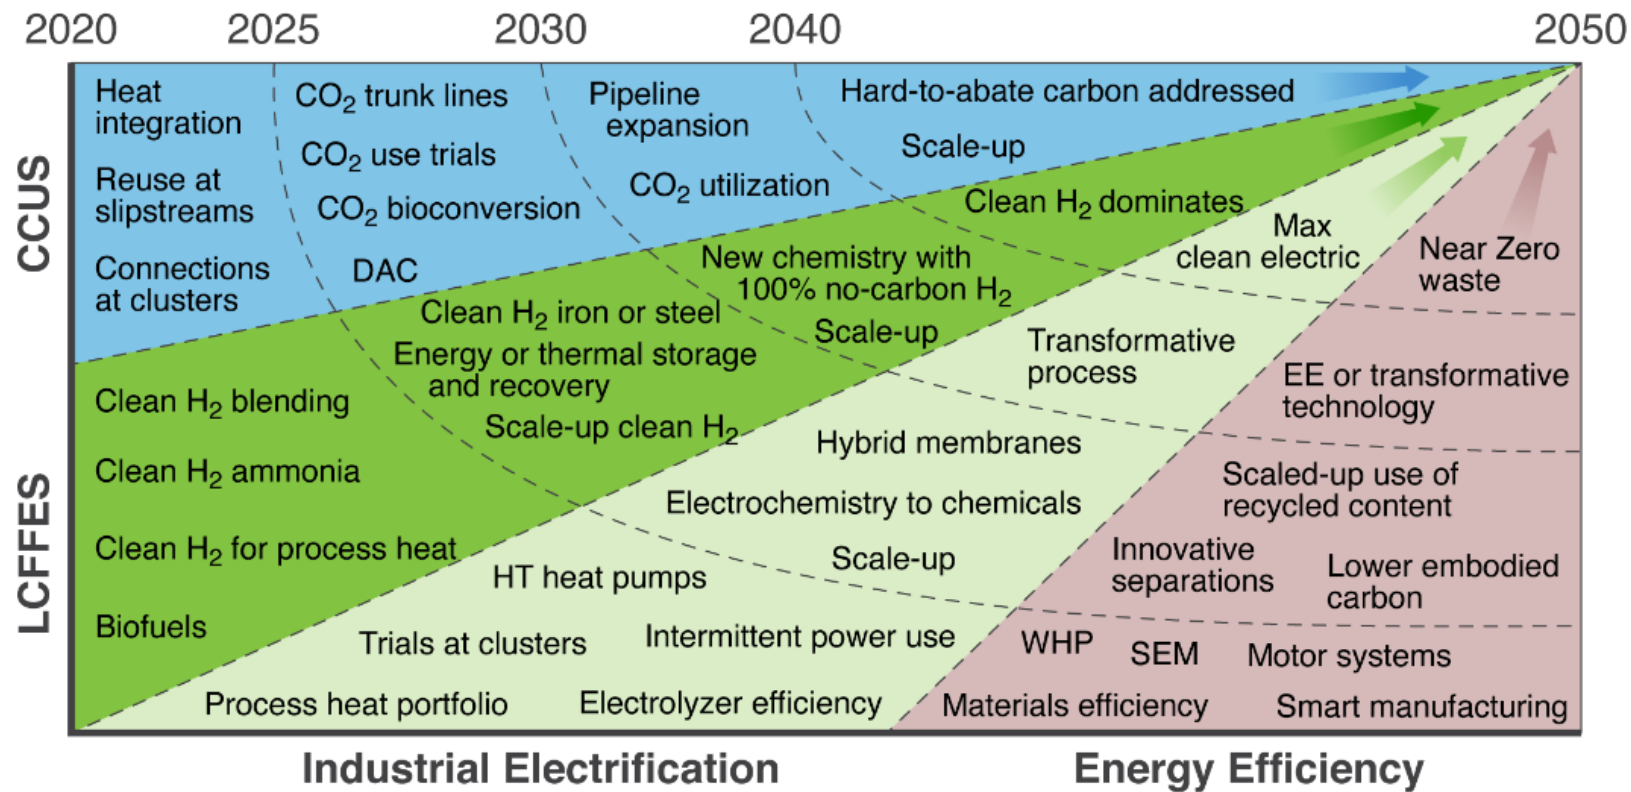 2020 2025 2030 2040 2050
CCUS
Heat
integration
Reuse at
slipstreams
Connections
at clusters
CO2 trunk lines
CO2 use trials
CO2 bioconversion
DAC
Pipeline
expansion
CO2 utilization
Hard-to-abate carbon addressed
Scale-up
LCFFES
Clean H2 blending
Clean H2 ammonia
Clean H2 for process heat
Biofuels
Clean H2 iron or steel
Energy or thermal storage
and recovery
Scale-up clean H2
New chemistry with
100% no-carbon H2
Scale-up
Clean H2 dominates
HT heat pumps
Trials at clusters
Intermittent power use
Process heat portfolio
Electrolyzer efficiency
Hybrid membranes
Electrochemistry to chemicals
Scale-up
Transformative
process
Max
clean electric
WHP
SEM
Motor systems
Materials efficiency
Smart manufacturing
Scaled-up use of
recycled content
Innovative
separations
Lower embodied
carbon
EE or transformative
technology
Near Zero
waste
Industrial Electrification
Energy Efficiency